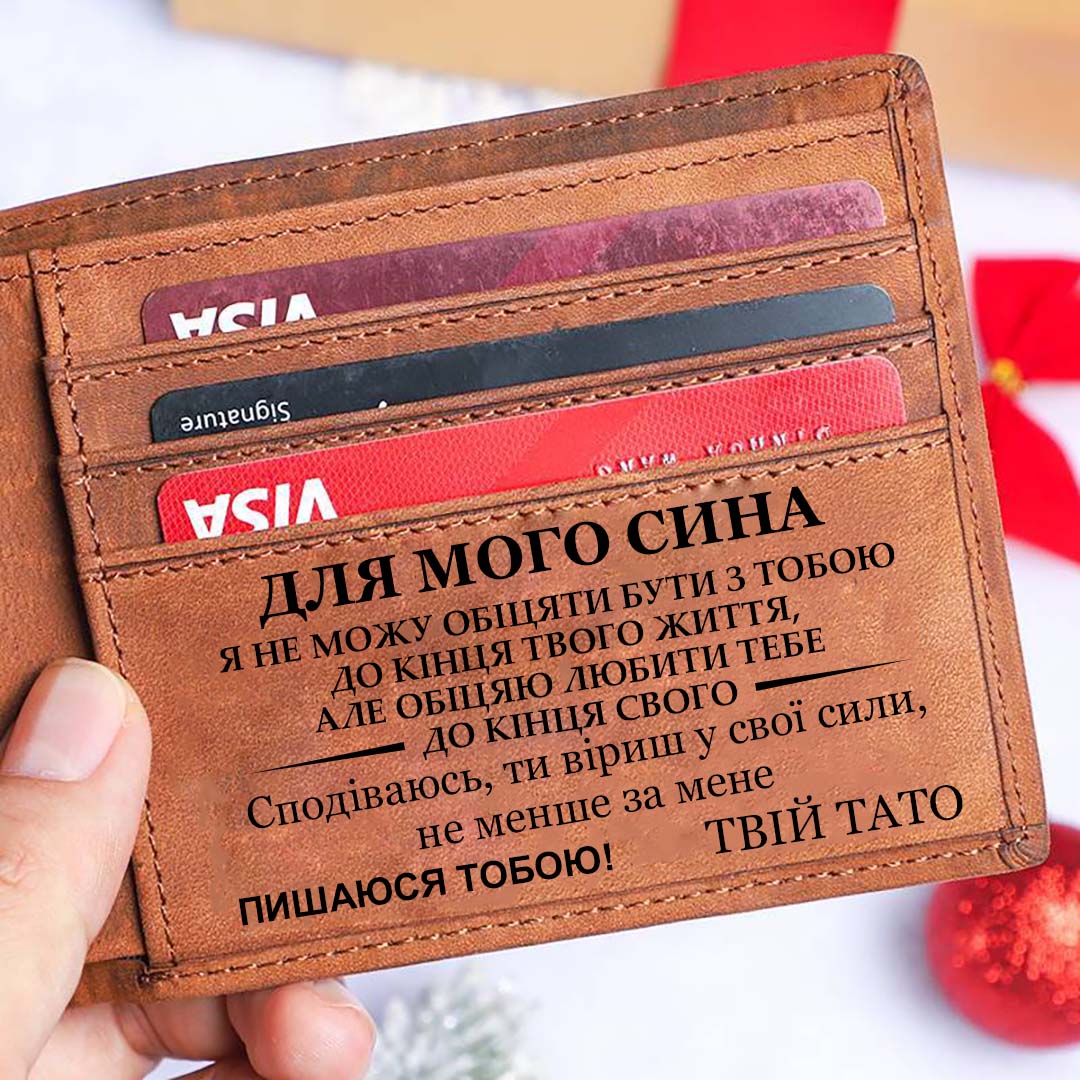 VISA
Signature
VISA
ДЛЯ МОГО СИНА
Я НЕ МОЖУ ОБІЦЯТИ БУТИ З ТОБОЮ
ДО КІНЦЯ ТВОГО ЖИТТЯ,
АЛЕ ОБІЦЯЮ ЛЮБИТИ ТЕБЕ
ДО КІНЦЯ СВОГО
Сподіваюсь, ти віриш у свої сили,
не менше за мене
ТВІЙ ТАТО
ПИШАЮСЯ ТОБОЮ!